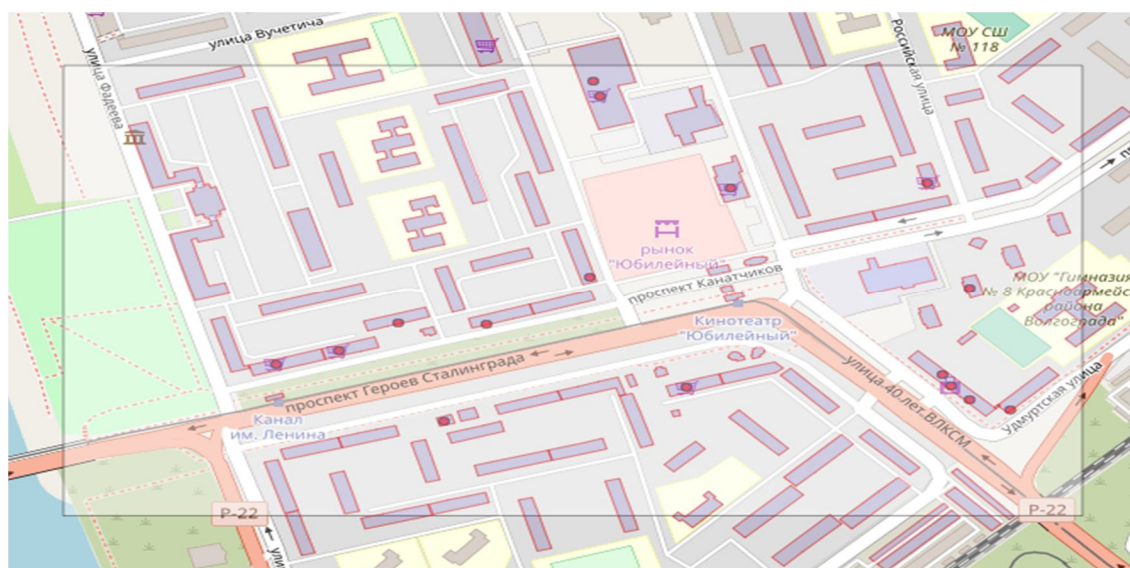 улица Вучетича
МОУ СШ
№ 118
Российская улица
улица Фадеева
рынок
"Юбилейный"
проспект Канатчиков
МОУ "Гимназия
№ 8 Красноармейс
района
Волгограда"
Кинотеатр
"Юбилейный"
проспект Героев Сталинграда
улица 40 лет ВЛКСМ
Удмуртская улица
Канал
им. Ленина
Р-22
Р-22